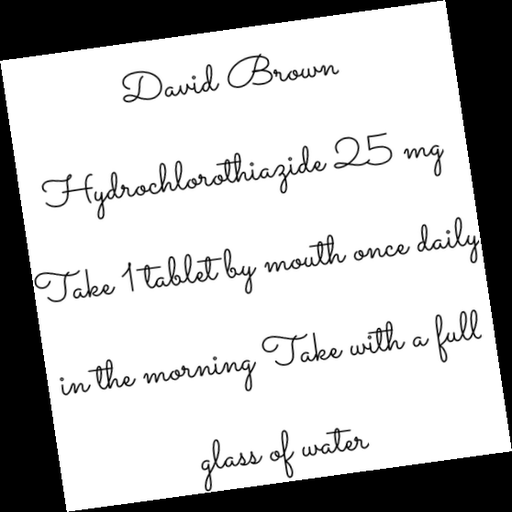 David Brown
Hydrochlorothiazide 25 mg
Take 1 tablet by mouth once daily
in the morning Take with a full
glass of water